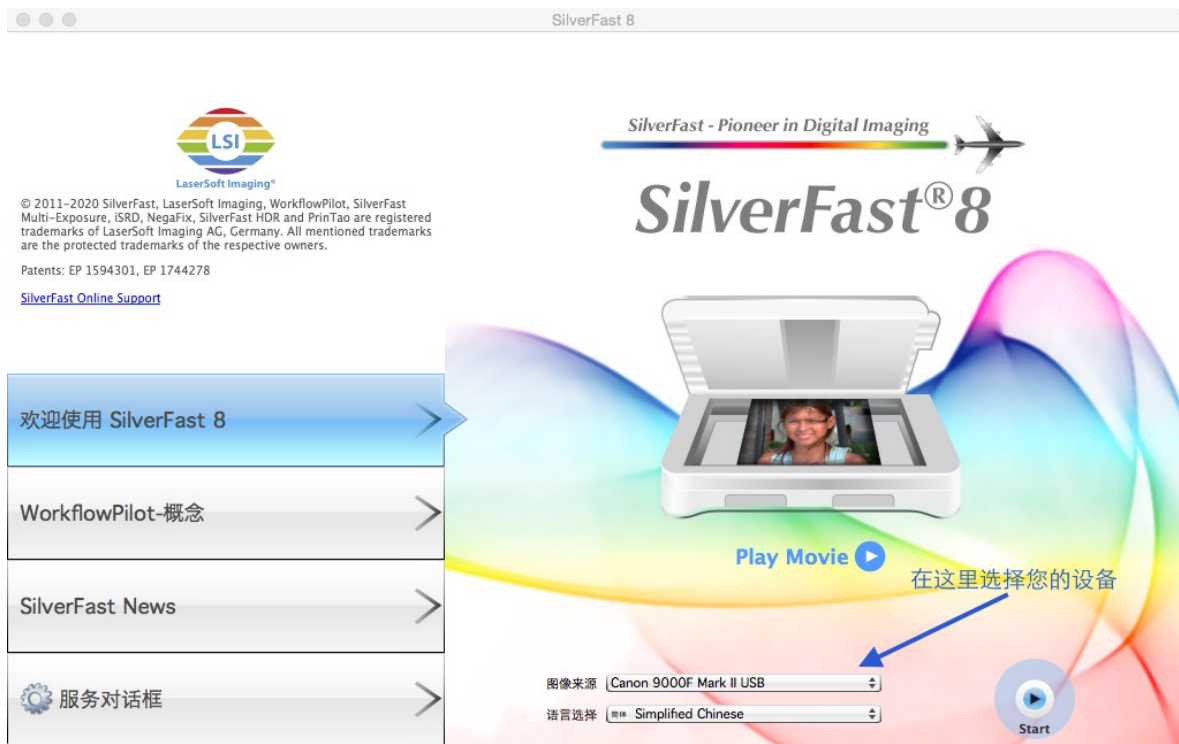 SilverFast 8
LSI
LaserSoft Imaging®
© 2011-2020 SilverFast, LaserSoft Imaging, WorkflowPilot, SilverFast
Multi-Exposure, iSRD, NegaFix, SilverFast HDR and PrinTao are registered
trademarks of LaserSoft Imaging AG, Germany. All mentioned trademarks
are the protected trademarks of the respective owners.
Patents: EP 1594301, EP 1744278
SilverFast Online Support
欢迎使用 SilverFast 8
WorkflowPilot-概念
SilverFast News
服务对话框
SilverFast - Pioneer in Digital Imaging
SilverFast®8
Play Movie
在这里选择您的设备
图像来源 Canon 9000F Mark II USB
语言选择 简体 Simplified Chinese
Start